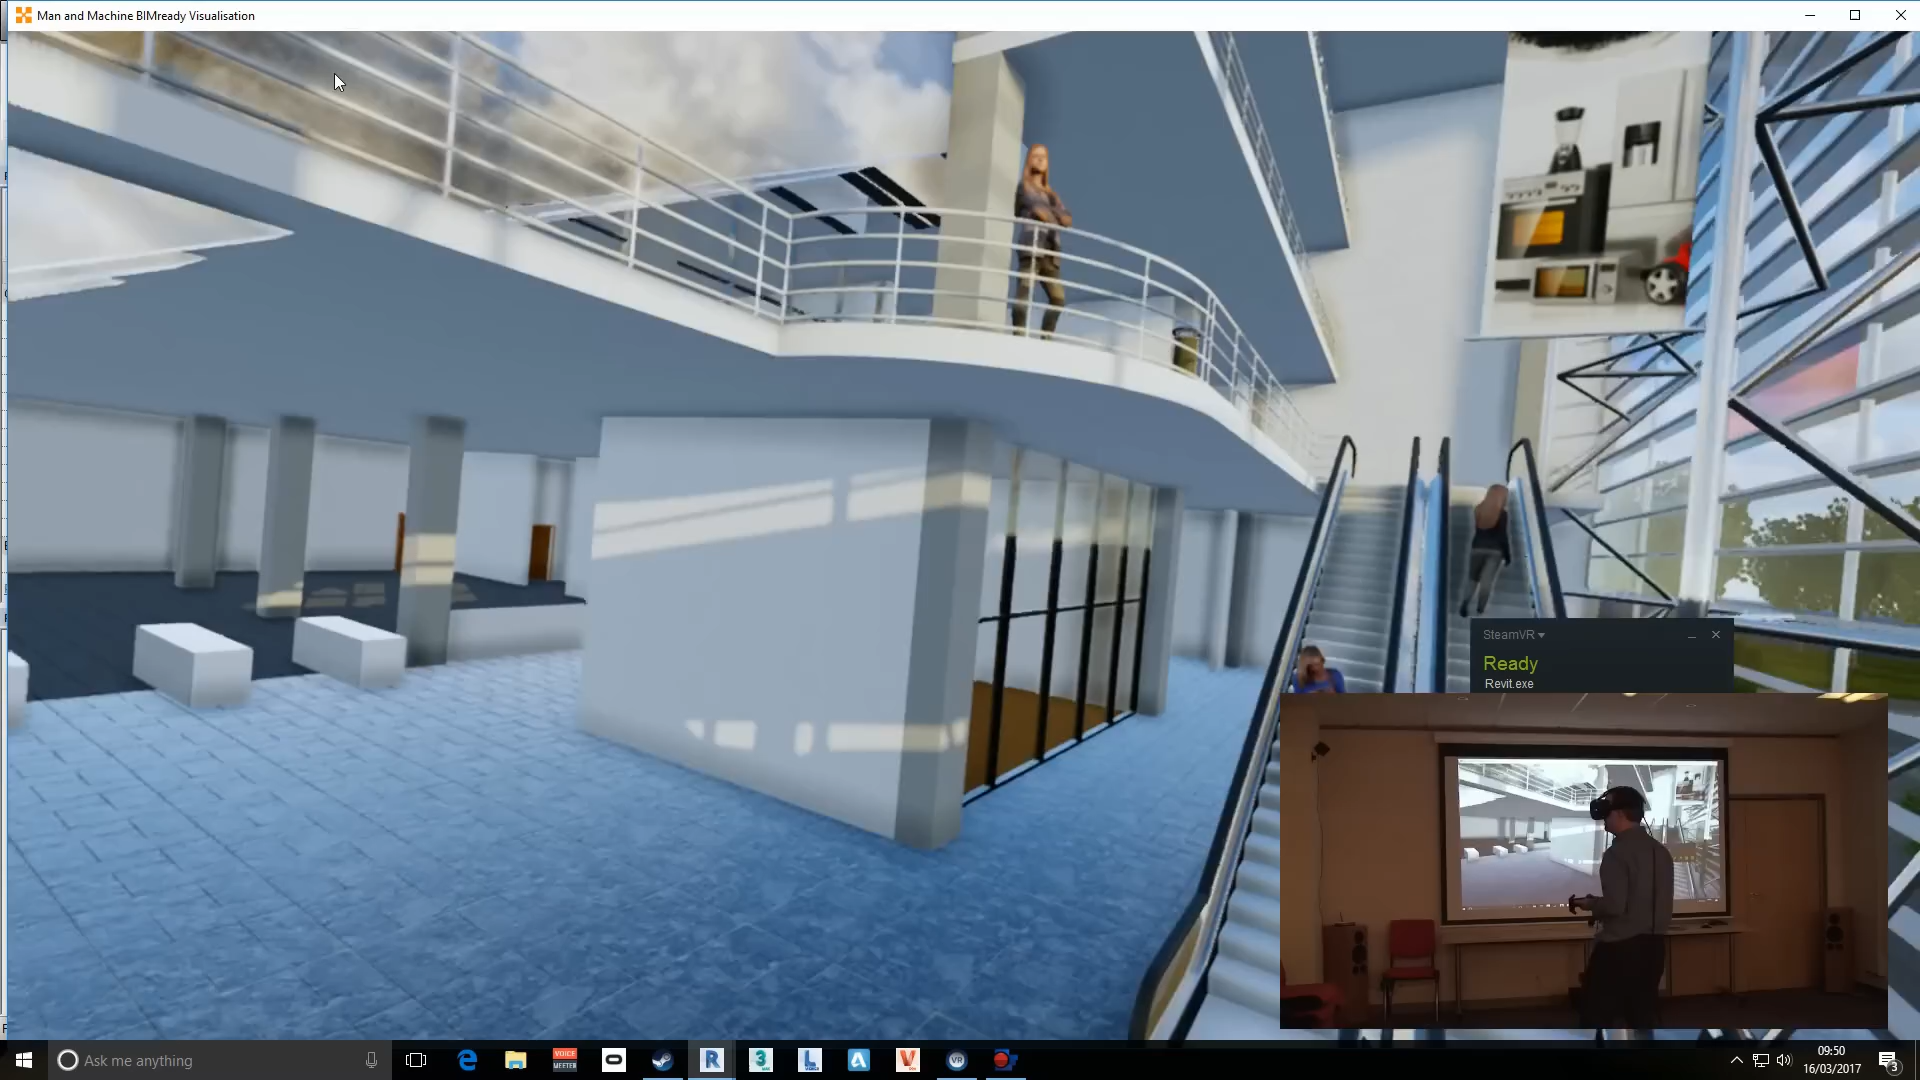 Man and Machine BIMready Visualisation
SteamVR
Ready
Revit.exe
Ask me anything
VOICE
MEETER
R
3
L
V
VR
09:50
16/03/2017
3